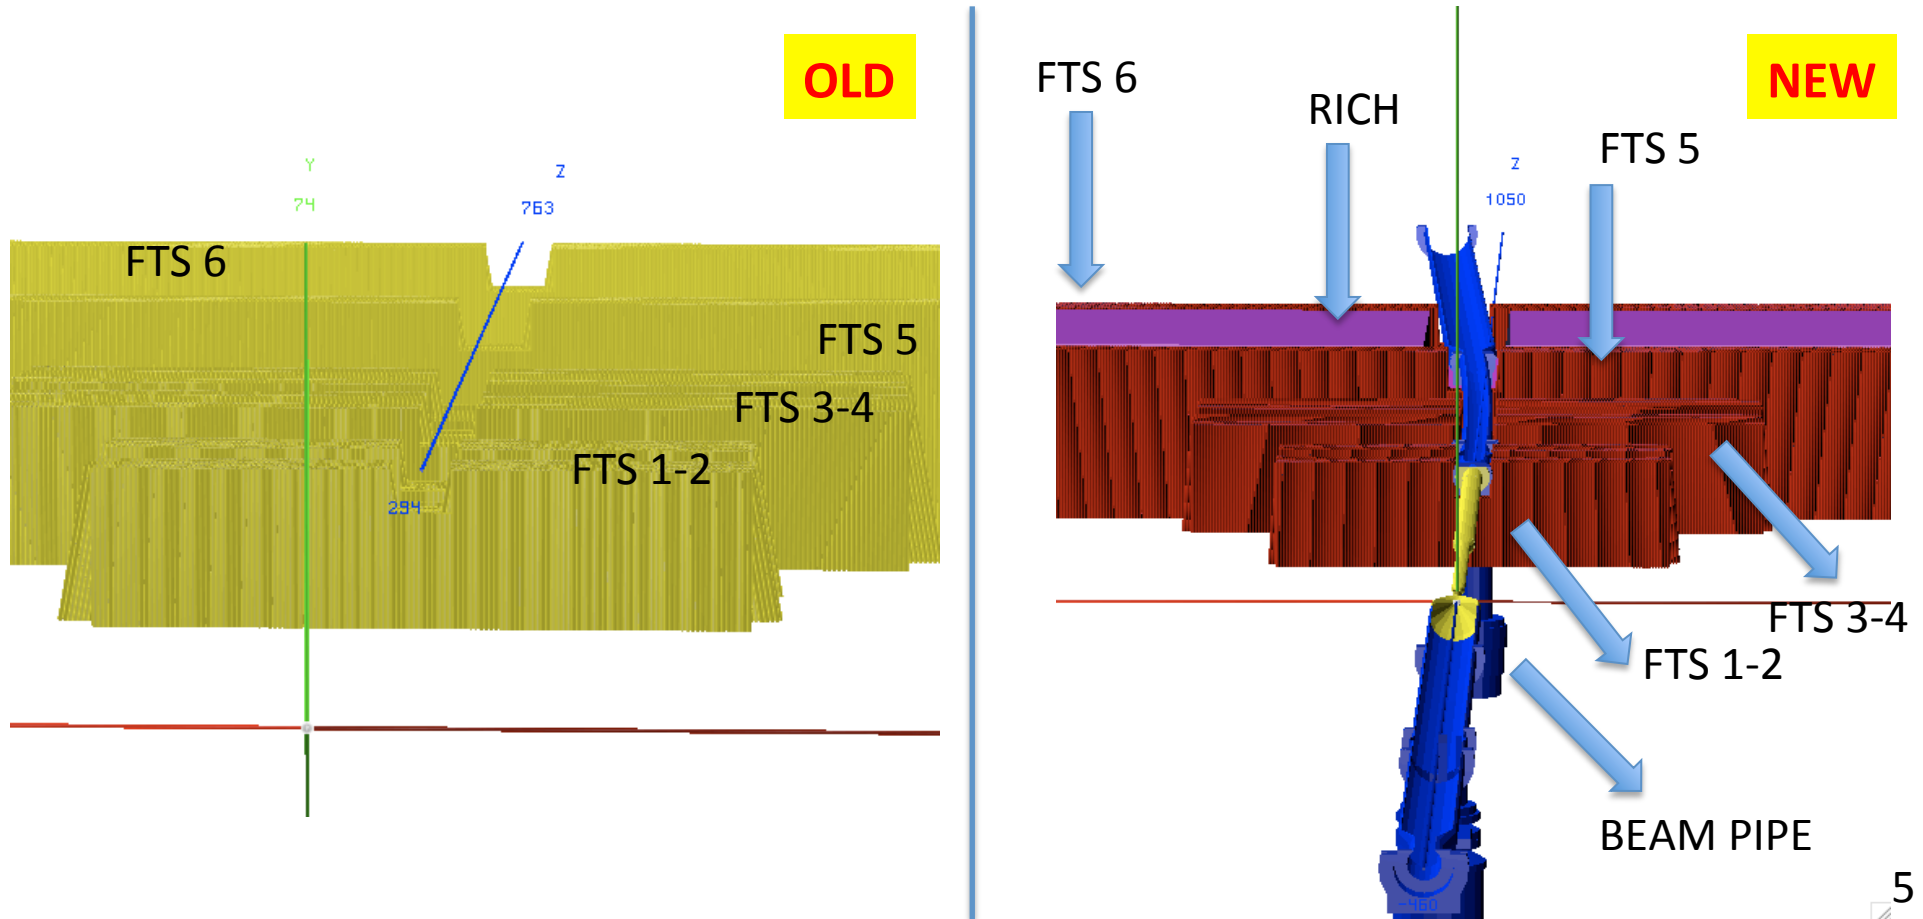 OLD
Y
74
Z
763
FTS 6
FTS 5
FTS 3-4
FTS 1-2
294
NEW
FTS 6
RICH
FTS 5
Z
1050
FTS 3-4
FTS 1-2
BEAM PIPE
-460
5